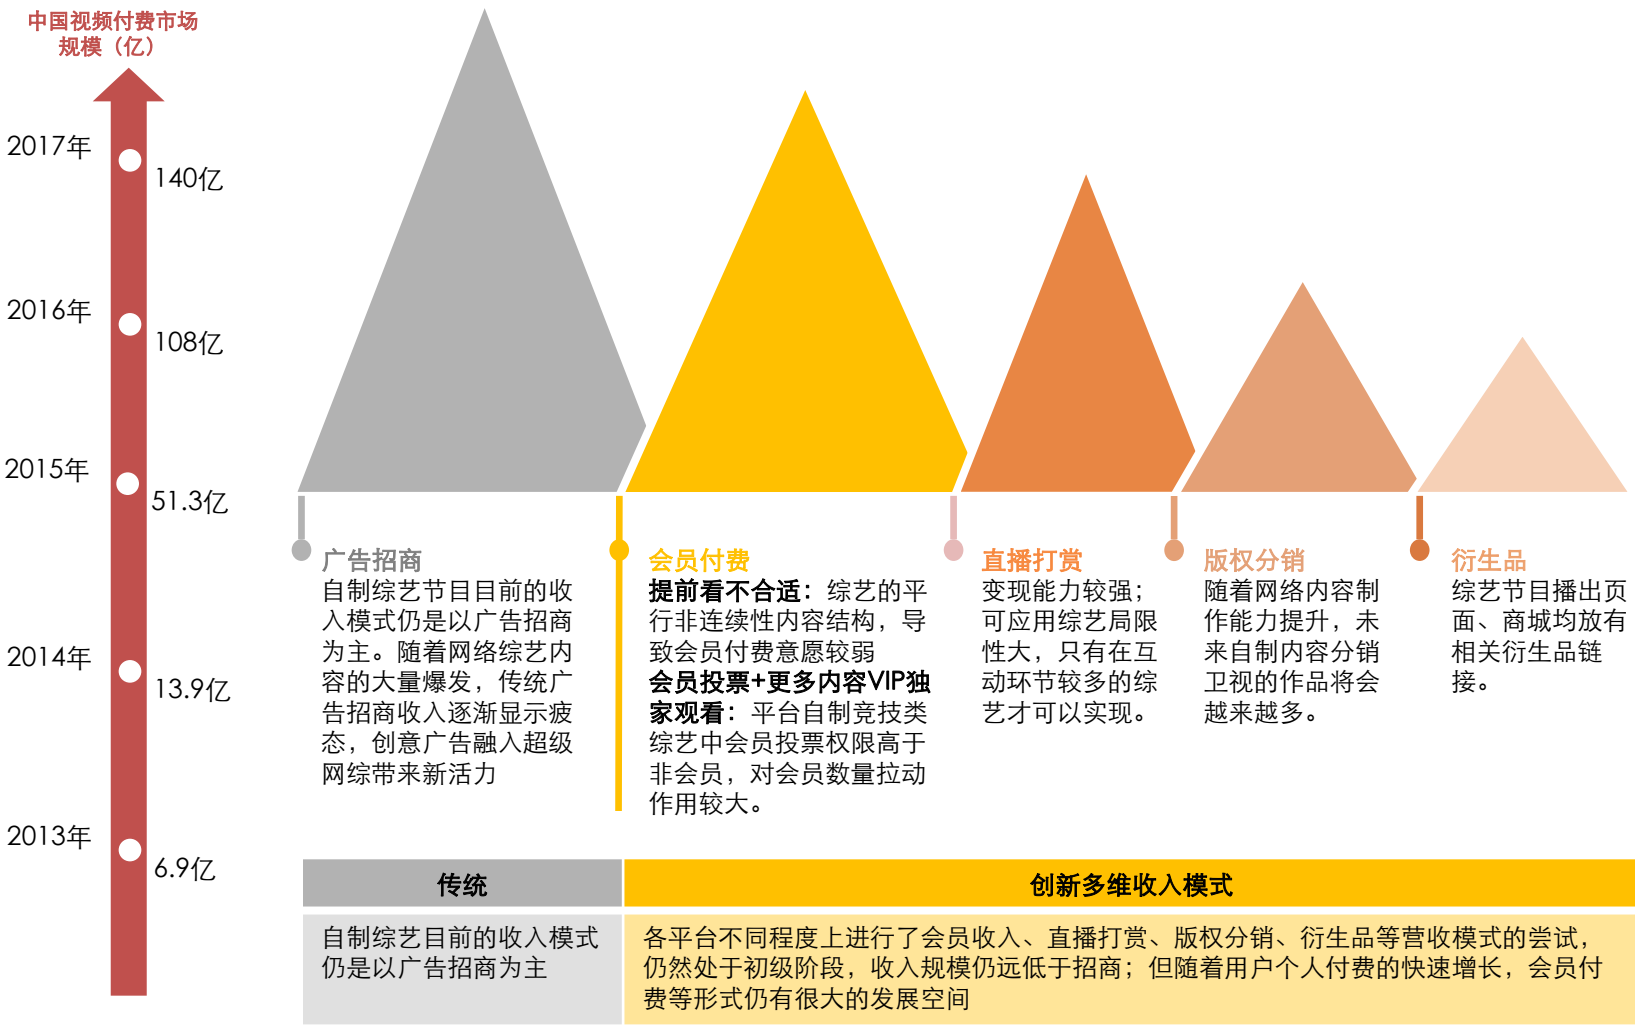 中国视频付费市场
规模（亿）
2017年
140亿
2016年
108亿
2015年
51.3亿
2014年
13.9亿
2013年
6.9亿
广告招商
自制综艺节目目前的收
入模式仍是以广告招商
为主。随着网络综艺内
容的大量爆发，传统广
告招商收入逐渐显示疲
态，创意广告融入超级
网综带来新活力
会员付费
提前看不合适：综艺的平
行非连续性内容结构，导
致会员付费意愿较弱
会员投票+更多内容VIP独
家观看：平台自制竞技类
综艺中会员投票权限高于
非会员，对会员数量拉动
作用较大。
直播打赏
变现能力较强；
可应用综艺局限
性大，只有在互
动环节较多的综
艺才可以实现。
版权分销
随着网络内容制
作能力提升，未
来自制内容分销
卫视的作品将会
越来越多。
衍生品
综艺节目播出页
面、商城均放有
相关衍生品链
接。
传统
自制综艺目前的收入模式
仍是以广告招商为主
创新多维收入模式
各平台不同程度上进行了会员收入、直播打赏、版权分销、衍生品等营收模式的尝试，
仍然处于初级阶段，收入规模仍远低于招商；但随着用户个人付费的快速增长，会员付
费等形式仍有很大的发展空间